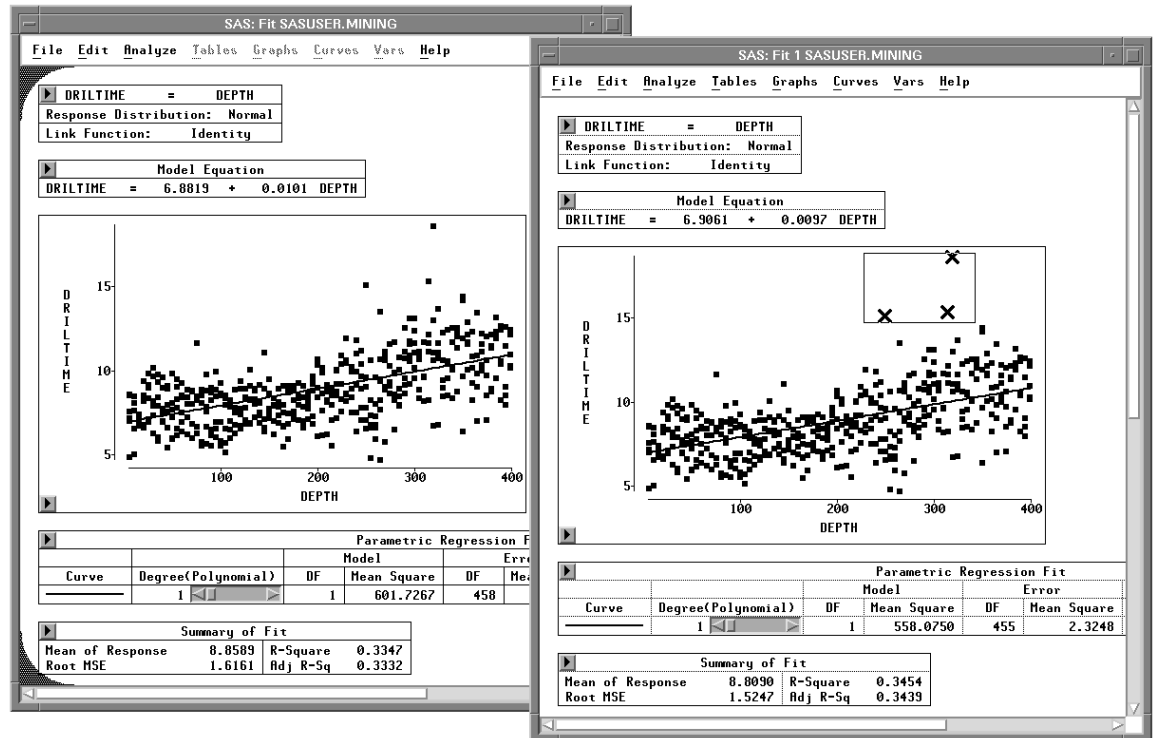 SAS: Fit SASUSER.MINING
File Edit Analyze Tables Graphs Curves Vars Help
DRILTIME = DEPTH
Response Distribution: Normal
Link Function: Identity
Model Equation
DRILTIME = 6.8819 + 0.0101 DEPTH
DRILTIME
15
10
5
100 200 300 400
DEPTH
Parametric Regression F
Model Erro
Curve Degree(Polynomial) DF Mean Square DF Mea
1 1 601.7267 458
Summary of Fit
Mean of Response 8.8589 R-Square 0.3347
Root MSE 1.6161 Adj R-Sq 0.3332
SAS: Fit 1 SASUSER.MINING
File Edit Analyze Tables Graphs Curves Vars Help
DRILTIME = DEPTH
Response Distribution: Normal
Link Function: Identity
Model Equation
DRILTIME = 6.9061 + 0.0097 DEPTH
DRILTIME
15
10
5
100 200 300 400
DEPTH
Parametric Regression Fit
Model Error
Curve Degree(Polynomial) DF Mean Square DF Mean Square
1 1 558.0750 455 2.3248
Summary of Fit
Mean of Response 8.8090 R-Square 0.3454
Root MSE 1.5247 Adj R-Sq 0.3439